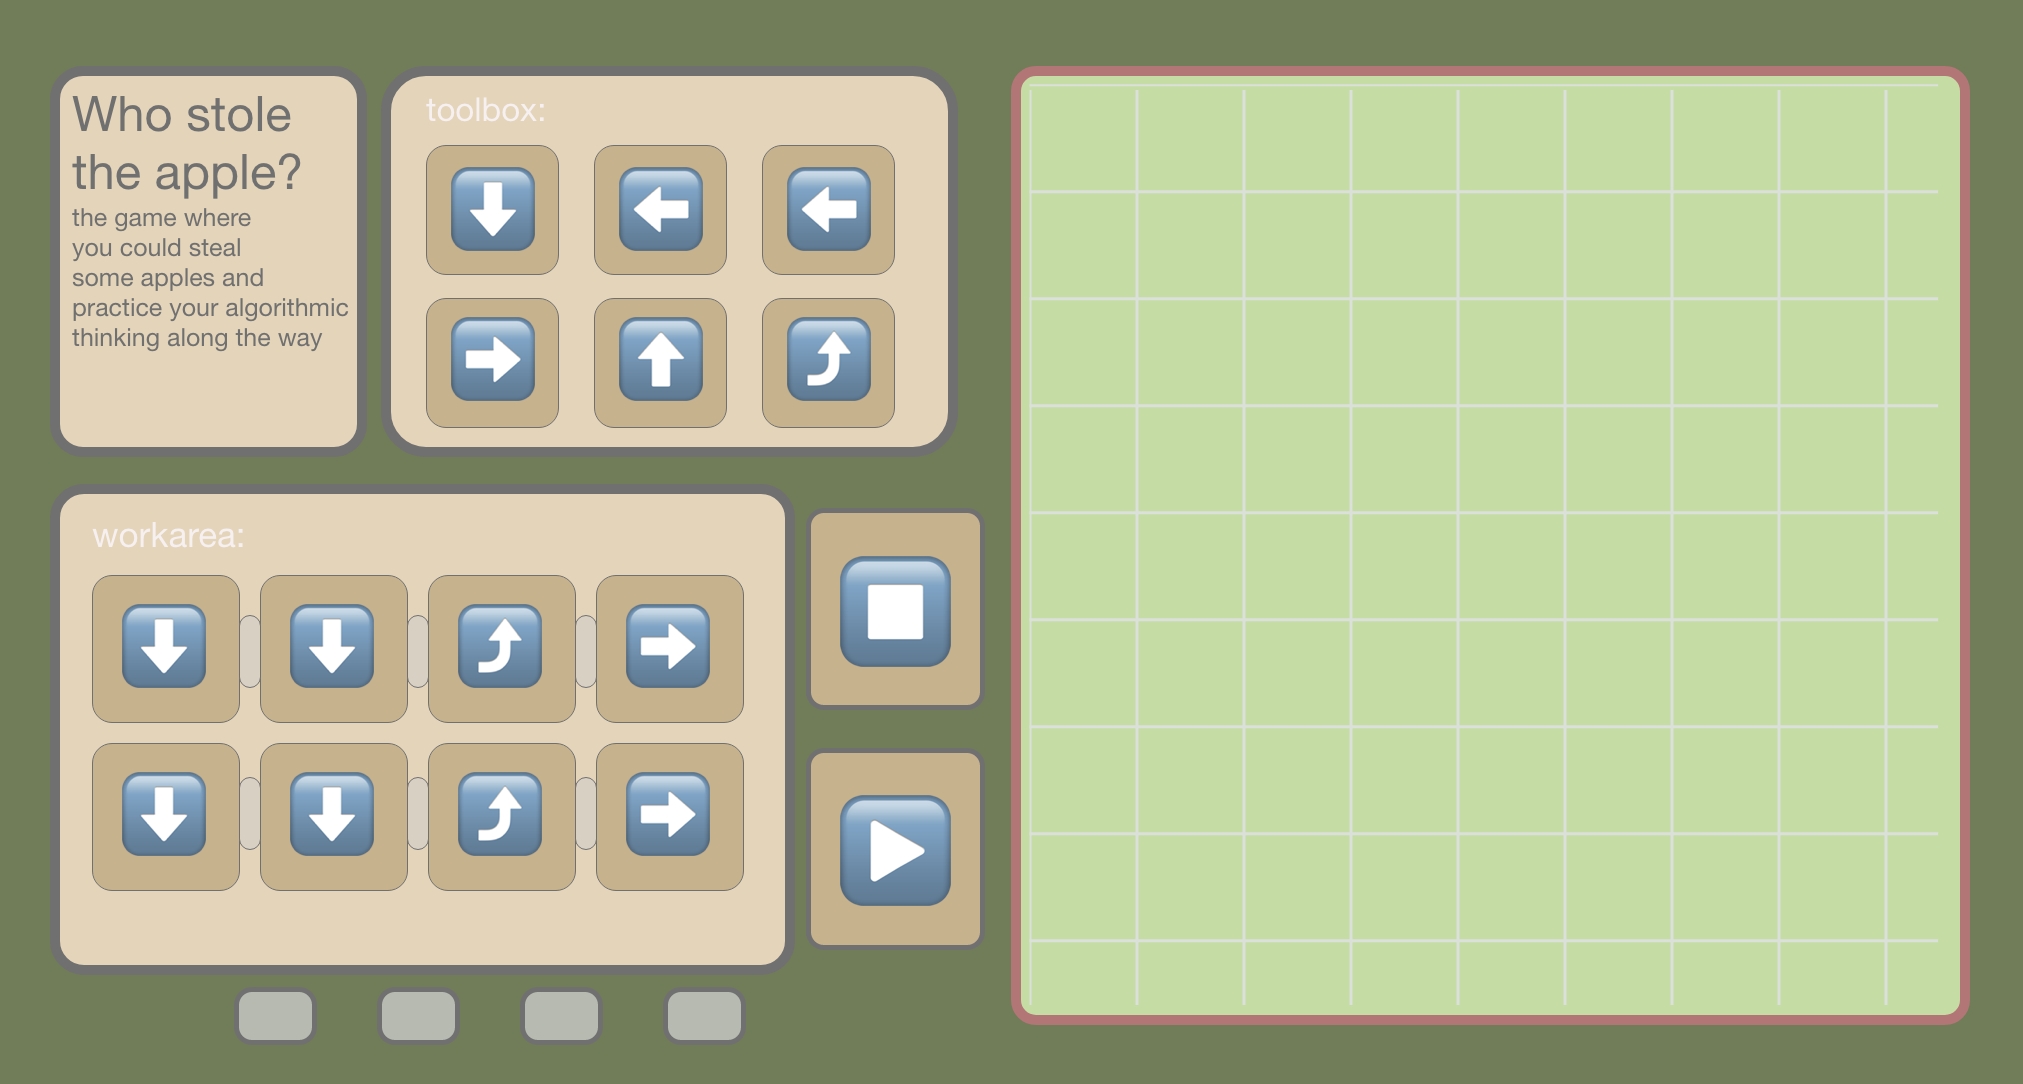 Who stole
the apple?
the game where
you could steal
some apples and
practice your algorithmic
thinking along the way
toolbox:
workarea: